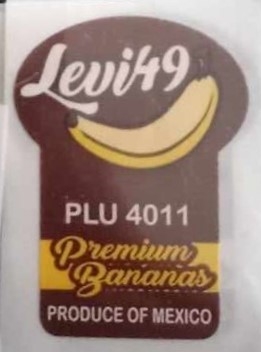 Levi49
PLU 4011
Premium
Bananas
PRODUCE OF MEXICO